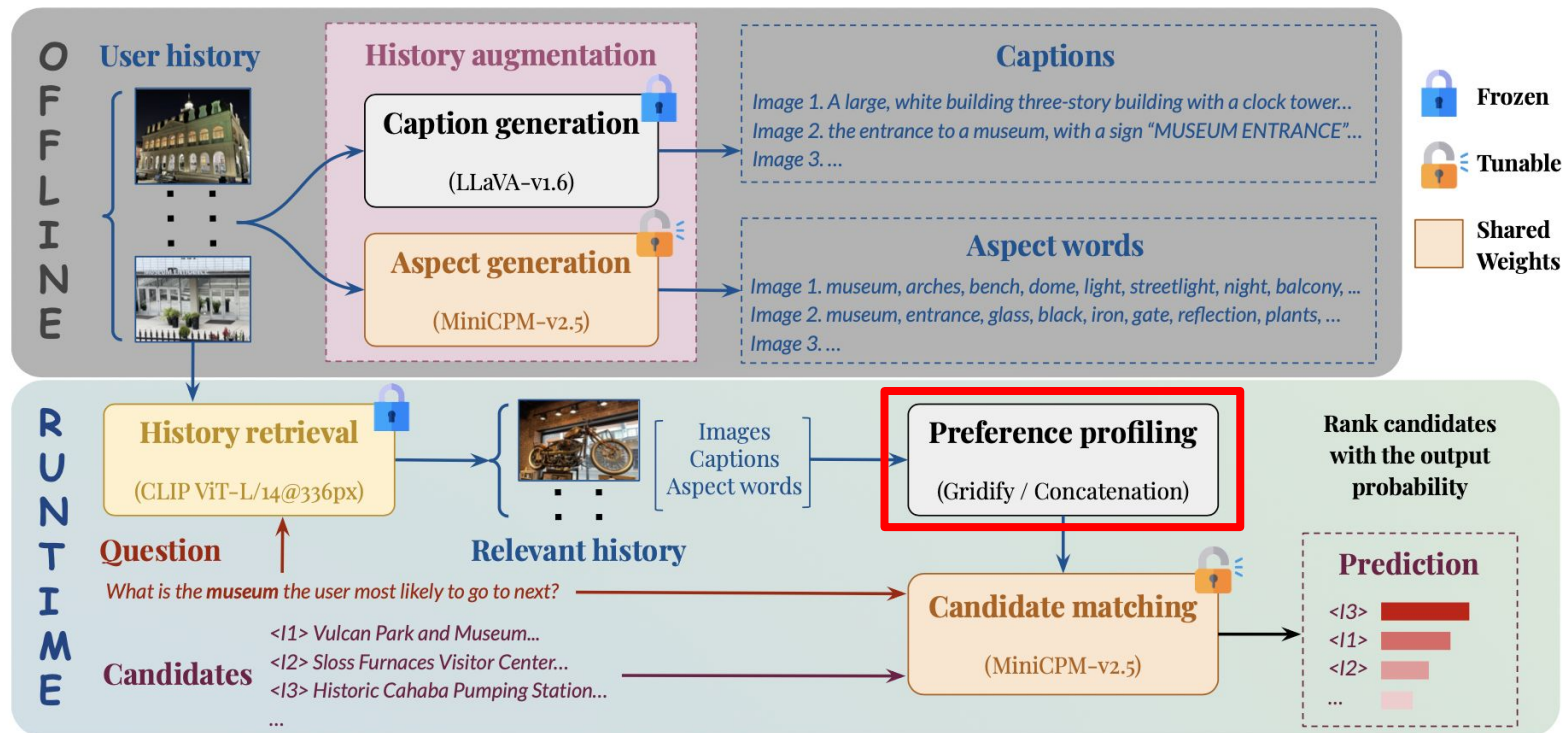 OFFLINE
User history
History augmentation
Caption generation
(LLaVA-v1.6)
Aspect generation
(MiniCPM-v2.5)
Captions
Image 1. A large, white building three-story building with a clock tower...
Image 2. the entrance to a museum, with a sign “MUSEUM ENTRANCE”...
Image 3. ...
Aspect words
Image 1. museum, arches, bench, dome, light, streetlight, night, balcony, ...
Image 2. museum, entrance, glass, black, iron, gate, reflection, plants, ...
Image 3. ...
Frozen
Tunable
Shared
Weights
RUNTIME
History retrieval
(CLIP ViT-L/14@336px)
Images
Captions
Aspect words
Relevant history
Preference profiling
(Gridify / Concatenation)
Rank candidates
with the output
probability
Question
What is the museum the user most likely to go to next?
Candidates
<I1> Vulcan Park and Museum...
<I2> Sloss Furnaces Visitor Center...
<I3> Historic Cahaba Pumping Station...
...
Candidate matching
(MiniCPM-v2.5)
Prediction
<I3>
<I1>
<I2>
...